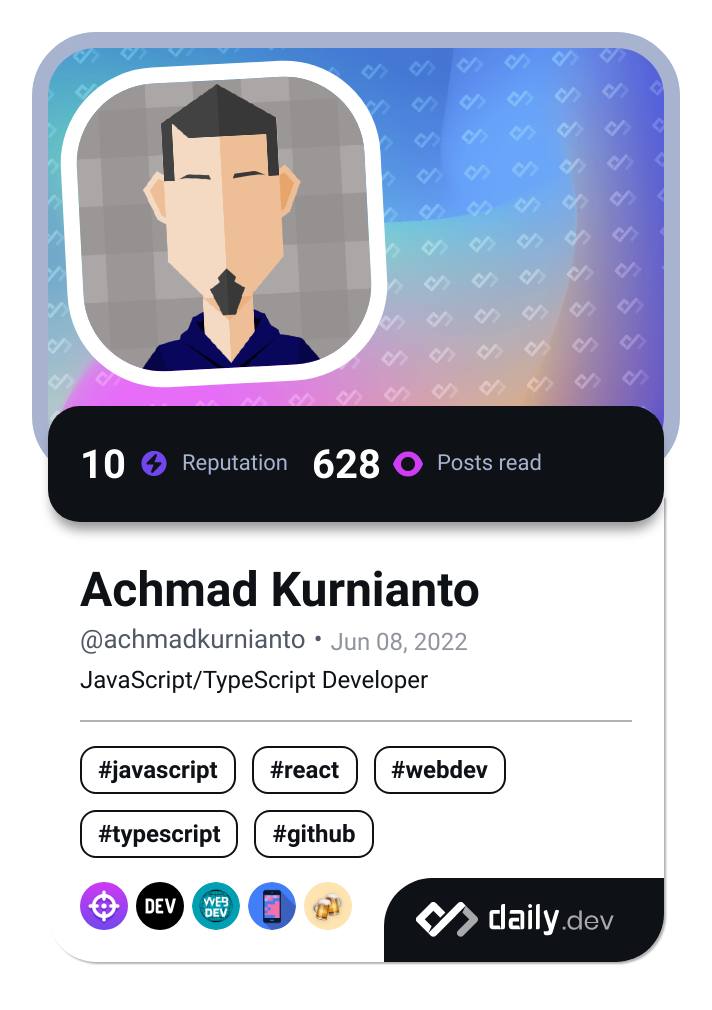 10 Reputation 628 Posts read
Achmad Kurnianto
@achmadkurnianto • Jun 08, 2022
JavaScript/TypeScript Developer
#javascript #react #webdev
#typescript #github
DEV WEB DEV
daily.dev